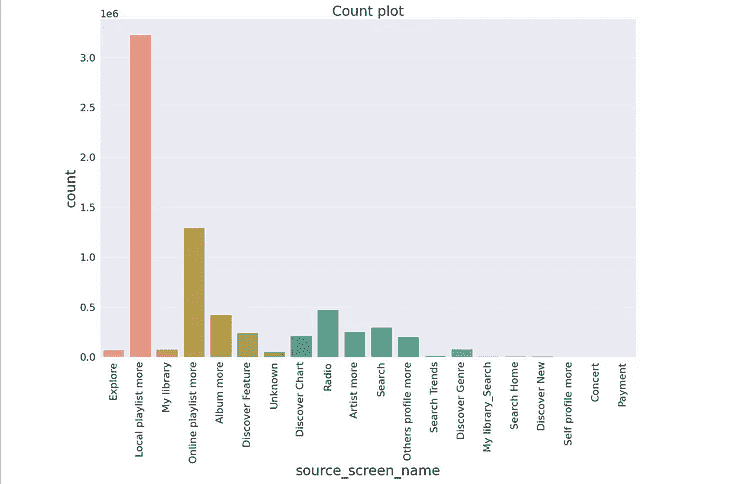 Count plot
1e6
3.0
2.5
2.0
1.5
1.0
0.5
0.0
count
Explore
Local playlist more
My library
Online playlist more
Album more
Discover Feature
Unknown
Discover Chart
Radio
Artist more
Search
Others profile more
Search Trends
Discover Genre
My library_Search
Search Home
Discover New
Self profile more
Concert
Payment
source_screen_name